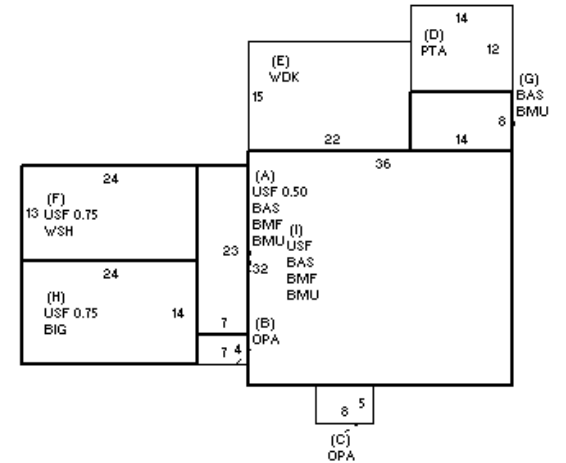 14
(D)
PTA
12
(E)
WDK
15
22
(G)
BAS
BMU
8
14
36
24
(F)
13 USF 0.75
WSH
(A)
USF 0.50
BAS
BMF
BMU
(I)
USF
BAS
BMF
BMU
23
32
24
(H)
USF 0.75
BIG
14
7
(B)
OPA
7 4
8 5
(C)
OPA